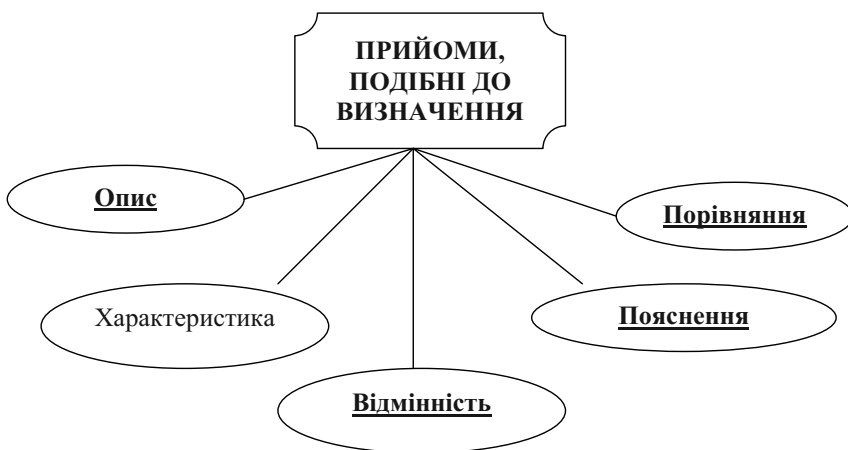 ПРИЙОМИ,
ПОДІБНІ ДО
ВИЗНАЧЕННЯ
Опис
Порівняння
Характеристика
Пояснення
Відмінність